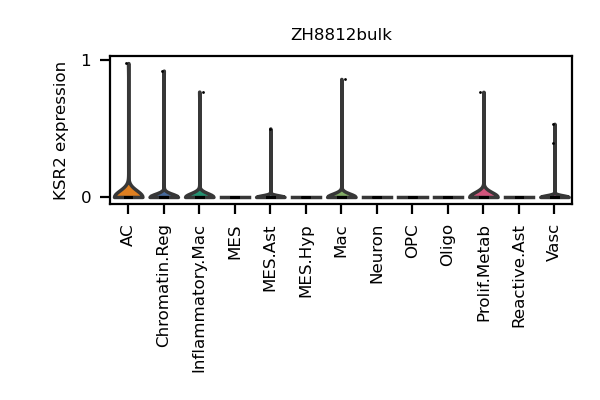 ZH8812bulk
KSR2 expression
1
0
AC
Chromatin.Reg
Inflammatory.Mac
MES
MES.Ast
MES.Hyp
Mac
Neuron
OPC
Oligo
Prolif.Metab
Reactive.Ast
Vasc